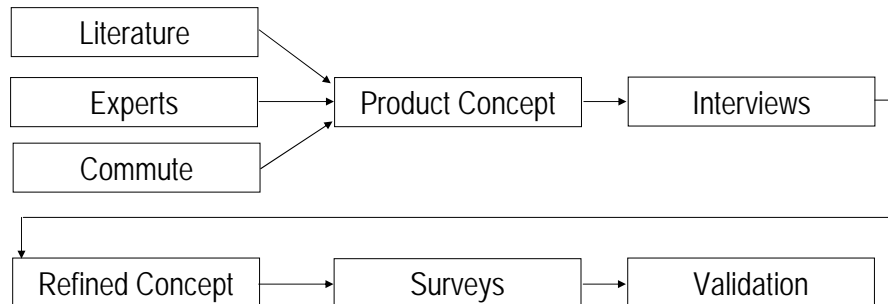 Literature
Experts
Product Concept
Interviews
Commute
Refined Concept
Surveys
Validation